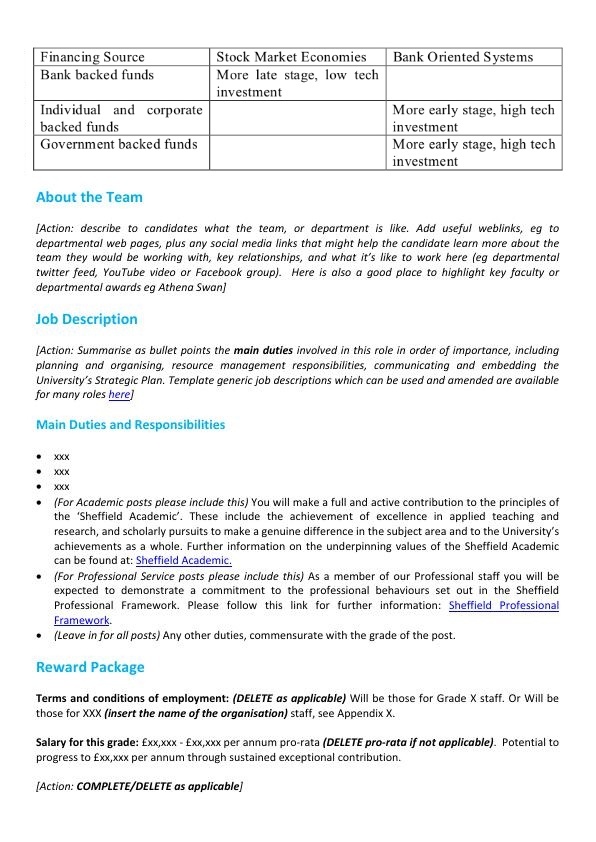 Financing Source Stock Market Economies Bank Oriented Systems
Bank backed funds More late stage, low tech
investment
Individual and corporate More early stage, high tech
backed funds investment
Government backed funds More early stage, high tech
investment
About the Team
[Action: describe to candidates what the team, or department is like. Add useful weblinks, eg to
departmental web pages, plus any social media links that might help the candidate learn more about the
team they would be working with, key relationships, and what it's like to work here (eg departmental
twitter feed, YouTube video or Facebook group). Here is also a good place to highlight key faculty or
departmental awards eg Athena Swan]
Job Description
[Action: Summarise as bullet points the main duties involved in this role in order of importance, including
planning and organising, resource management responsibilities, communicating and embedding the
University's Strategic Plan. Template generic job descriptions which can be used and amended are available
for many roles here]
Main Duties and Responsibilities
• xxx
• xxx
• xxx
• (For Academic posts please include this) You will make a full and active contribution to the principles of
the 'Sheffield Academic'. These include the achievement of excellence in applied teaching and
research, and scholarly pursuits to make a genuine difference in the subject area and to the University's
achievements as a whole. Further information on the underpinning values of the Sheffield Academic
can be found at: Sheffield Academic.
• (For Professional Service posts please include this) As a member of our Professional staff you will be
expected to demonstrate a commitment to the professional behaviours set out in the Sheffield
Professional Framework. Please follow this link for further information: Sheffield Professional
Framework.
• (Leave in for all posts) Any other duties, commensurate with the grade of the post.
Reward Package
Terms and conditions of employment: (DELETE as applicable) Will be those for Grade X staff. Or Will be
those for XXX (insert the name of the organisation) staff, see Appendix X.
Salary for this grade: £xx,xxx - £xx,xxx per annum pro-rata (DELETE pro-rata if not applicable). Potential to
progress to £xx,xxx per annum through sustained exceptional contribution.
[Action: COMPLETE/DELETE as applicable]